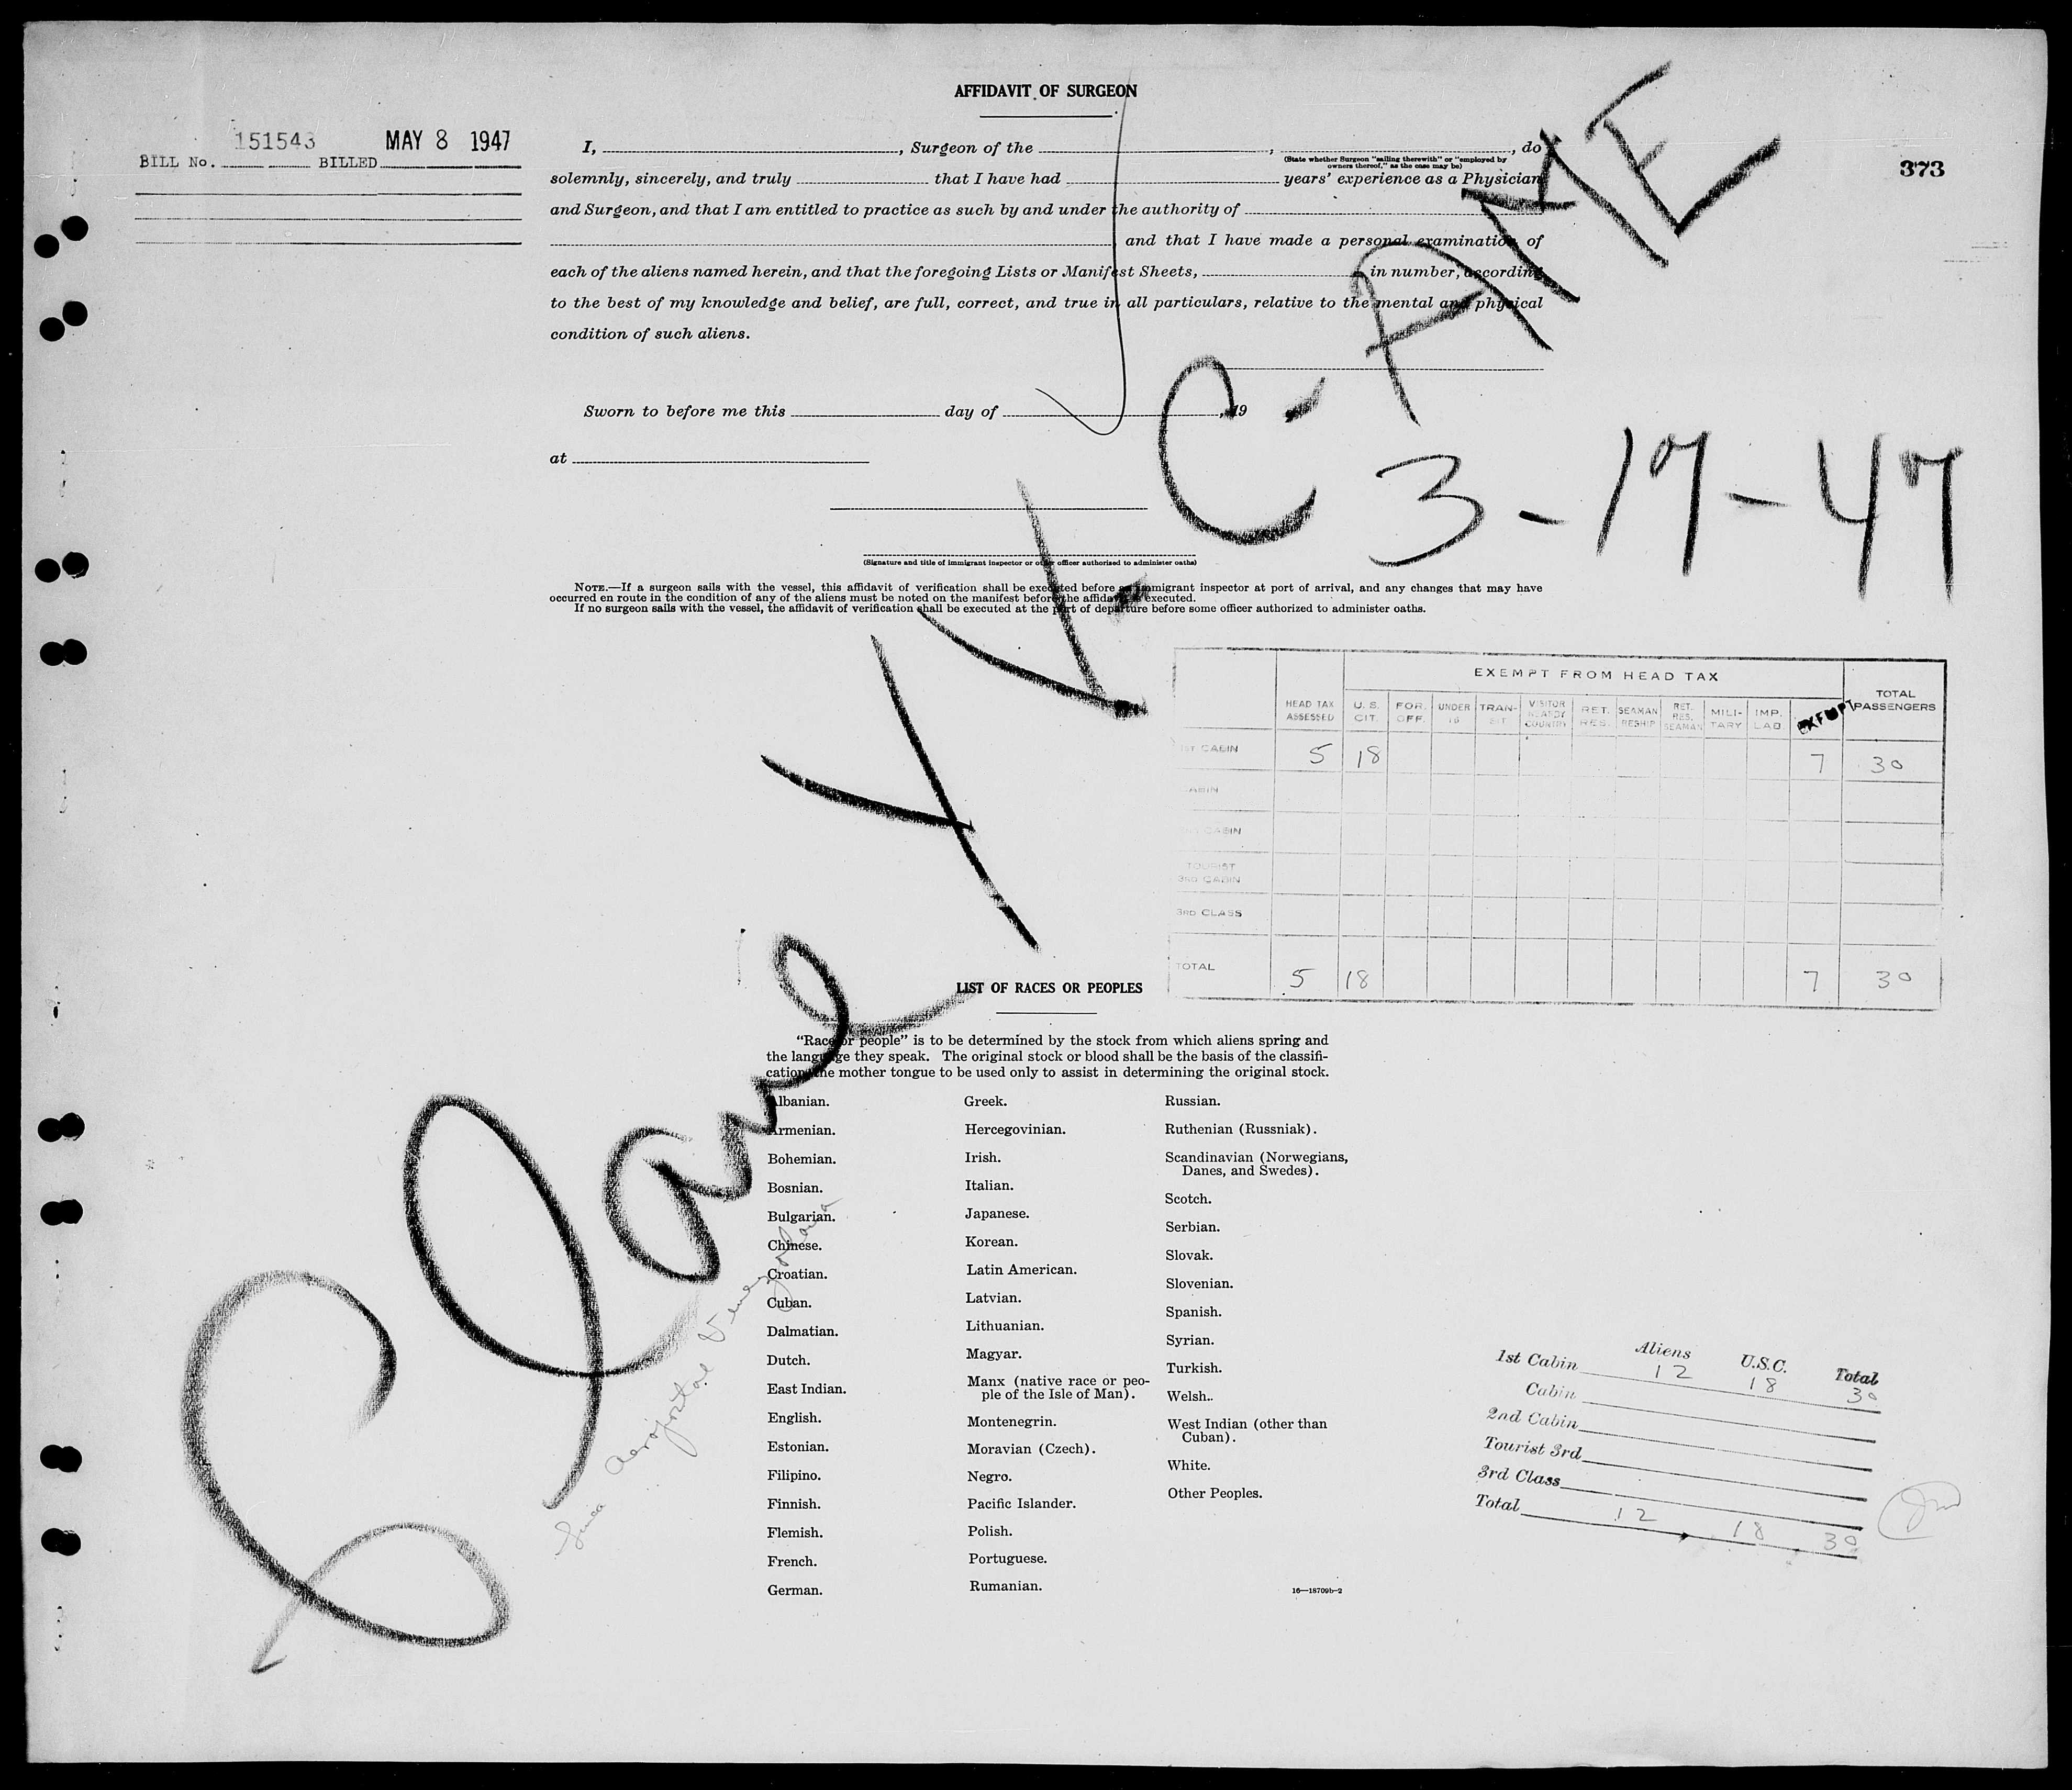 AFFIDAVIT OF SURGEON
151543 MAY 8 1947
BILL No. BILLED
373
I, , Surgeon of the , , do
(State whether Surgeon "sailing therewith" or "employed by
owners thereof," as the case may be)
solemnly, sincerely, and truly that I have had years' experience as a Physician
and Surgeon, and that I am entitled to practice as such by and under the authority of
and that I have made a personal examination of
each of the aliens named herein, and that the foregoing Lists or Manifest Sheets, in number, according
to the best of my knowledge and belief, are full, correct, and true in all particulars, relative to the mental and physical
condition of such aliens.
Sworn to before me this day of , 19
at
(Signature and title of immigrant inspector or other officer authorized to administer oaths)
NOTE.—If a surgeon sails with the vessel, this affidavit of verification shall be executed before an immigrant inspector at port of arrival, and any changes that may have
occurred en route in the condition of any of the aliens must be noted on the manifest before the affidavit is executed.
If no surgeon sails with the vessel, the affidavit of verification shall be executed at the port of departure before some officer authorized to administer oaths.
Plane YV-C-AME
3-17-47
EXEMPT FROM HEAD TAX
HEAD TAX ASSESSED U.S. CIT. FOR. OFF. UNDER 16 TRANSIT VISITOR COUNTRY RET. RES. SEAMAN RESHIP RET. RES. SEAMAN MILITARY IMP. LAB. EXEMPT TOTAL PASSENGERS
1ST CABIN 5 18 7 30
CABIN
CABIN
TOURIST
3RD CABIN
3RD CLASS
TOTAL 5 18 7 30
LIST OF RACES OR PEOPLES
"Race or people" is to be determined by the stock from which aliens spring and
the language they speak. The original stock or blood shall be the basis of the classifi-
cation, the mother tongue to be used only to assist in determining the original stock.
Albanian.
Armenian.
Bohemian.
Bosnian.
Bulgarian.
Chinese.
Croatian.
Cuban.
Dalmatian.
Dutch.
East Indian.
English.
Estonian.
Filipino.
Finnish.
Flemish.
French.
German.
Greek.
Hercegovinian.
Irish.
Italian.
Japanese.
Korean.
Latin American.
Latvian.
Lithuanian.
Magyar.
Manx (native race or peo-
ple of the Isle of Man).
Montenegrin.
Moravian (Czech).
Negro.
Pacific Islander.
Polish.
Portuguese.
Rumanian.
Russian.
Ruthenian (Russniak).
Scandinavian (Norwegians,
Danes, and Swedes).
Scotch.
Serbian.
Slovak.
Slovenian.
Spanish.
Syrian.
Turkish.
Welsh..
West Indian (other than
Cuban).
White.
Other Peoples.
16—18709b-2
Linea Aeropostal Venezolana
Aliens U.S.C. Total
1st Cabin 12 18 30
Cabin
2nd Cabin
Tourist 3rd
3rd Class
Total 12 18 30